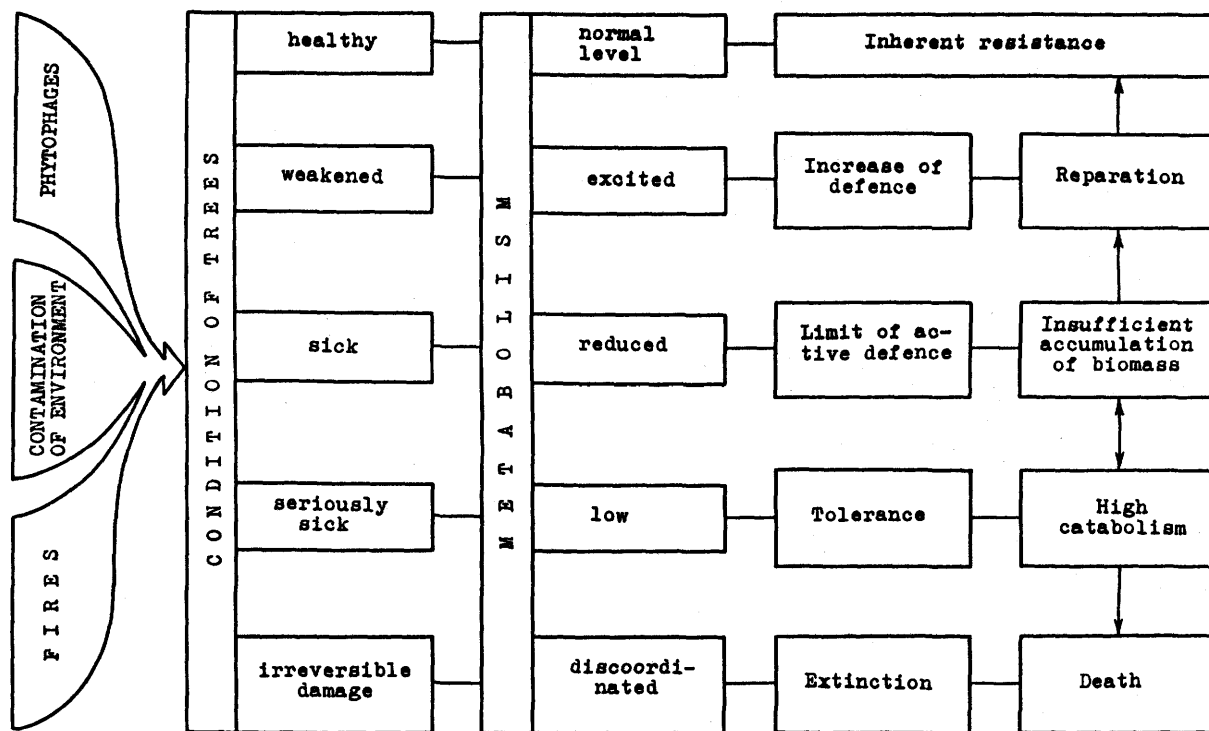 PHYTOPHAGES
CONTAMINATION
OF ENVIRONMENT
FIRES
CONDITION OF TREES
healthy
weakened
sick
seriously
sick
irreversible
damage
METABOLISM
normal
level
Inherent resistance
excited
Increase of
defence
Reparation
reduced
Limit of ac-
tive defence
Insufficient
accumulation
of biomass
low
Tolerance
High
catabolism
discoordi-
nated
Extinction
Death